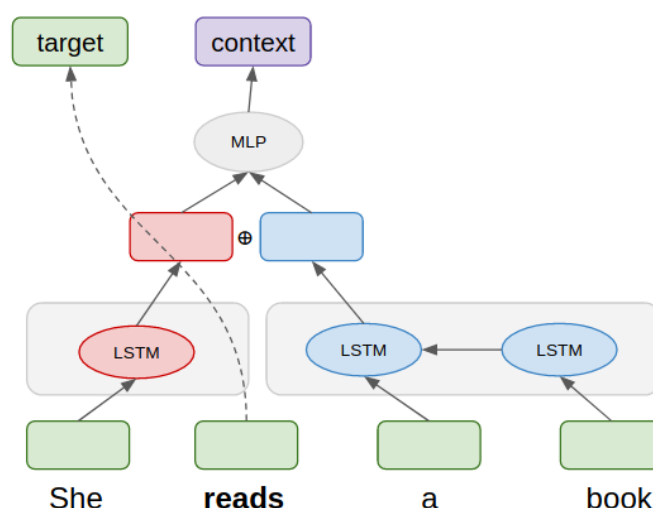 target context
MLP
⊕
LSTM LSTM LSTM
She reads a book